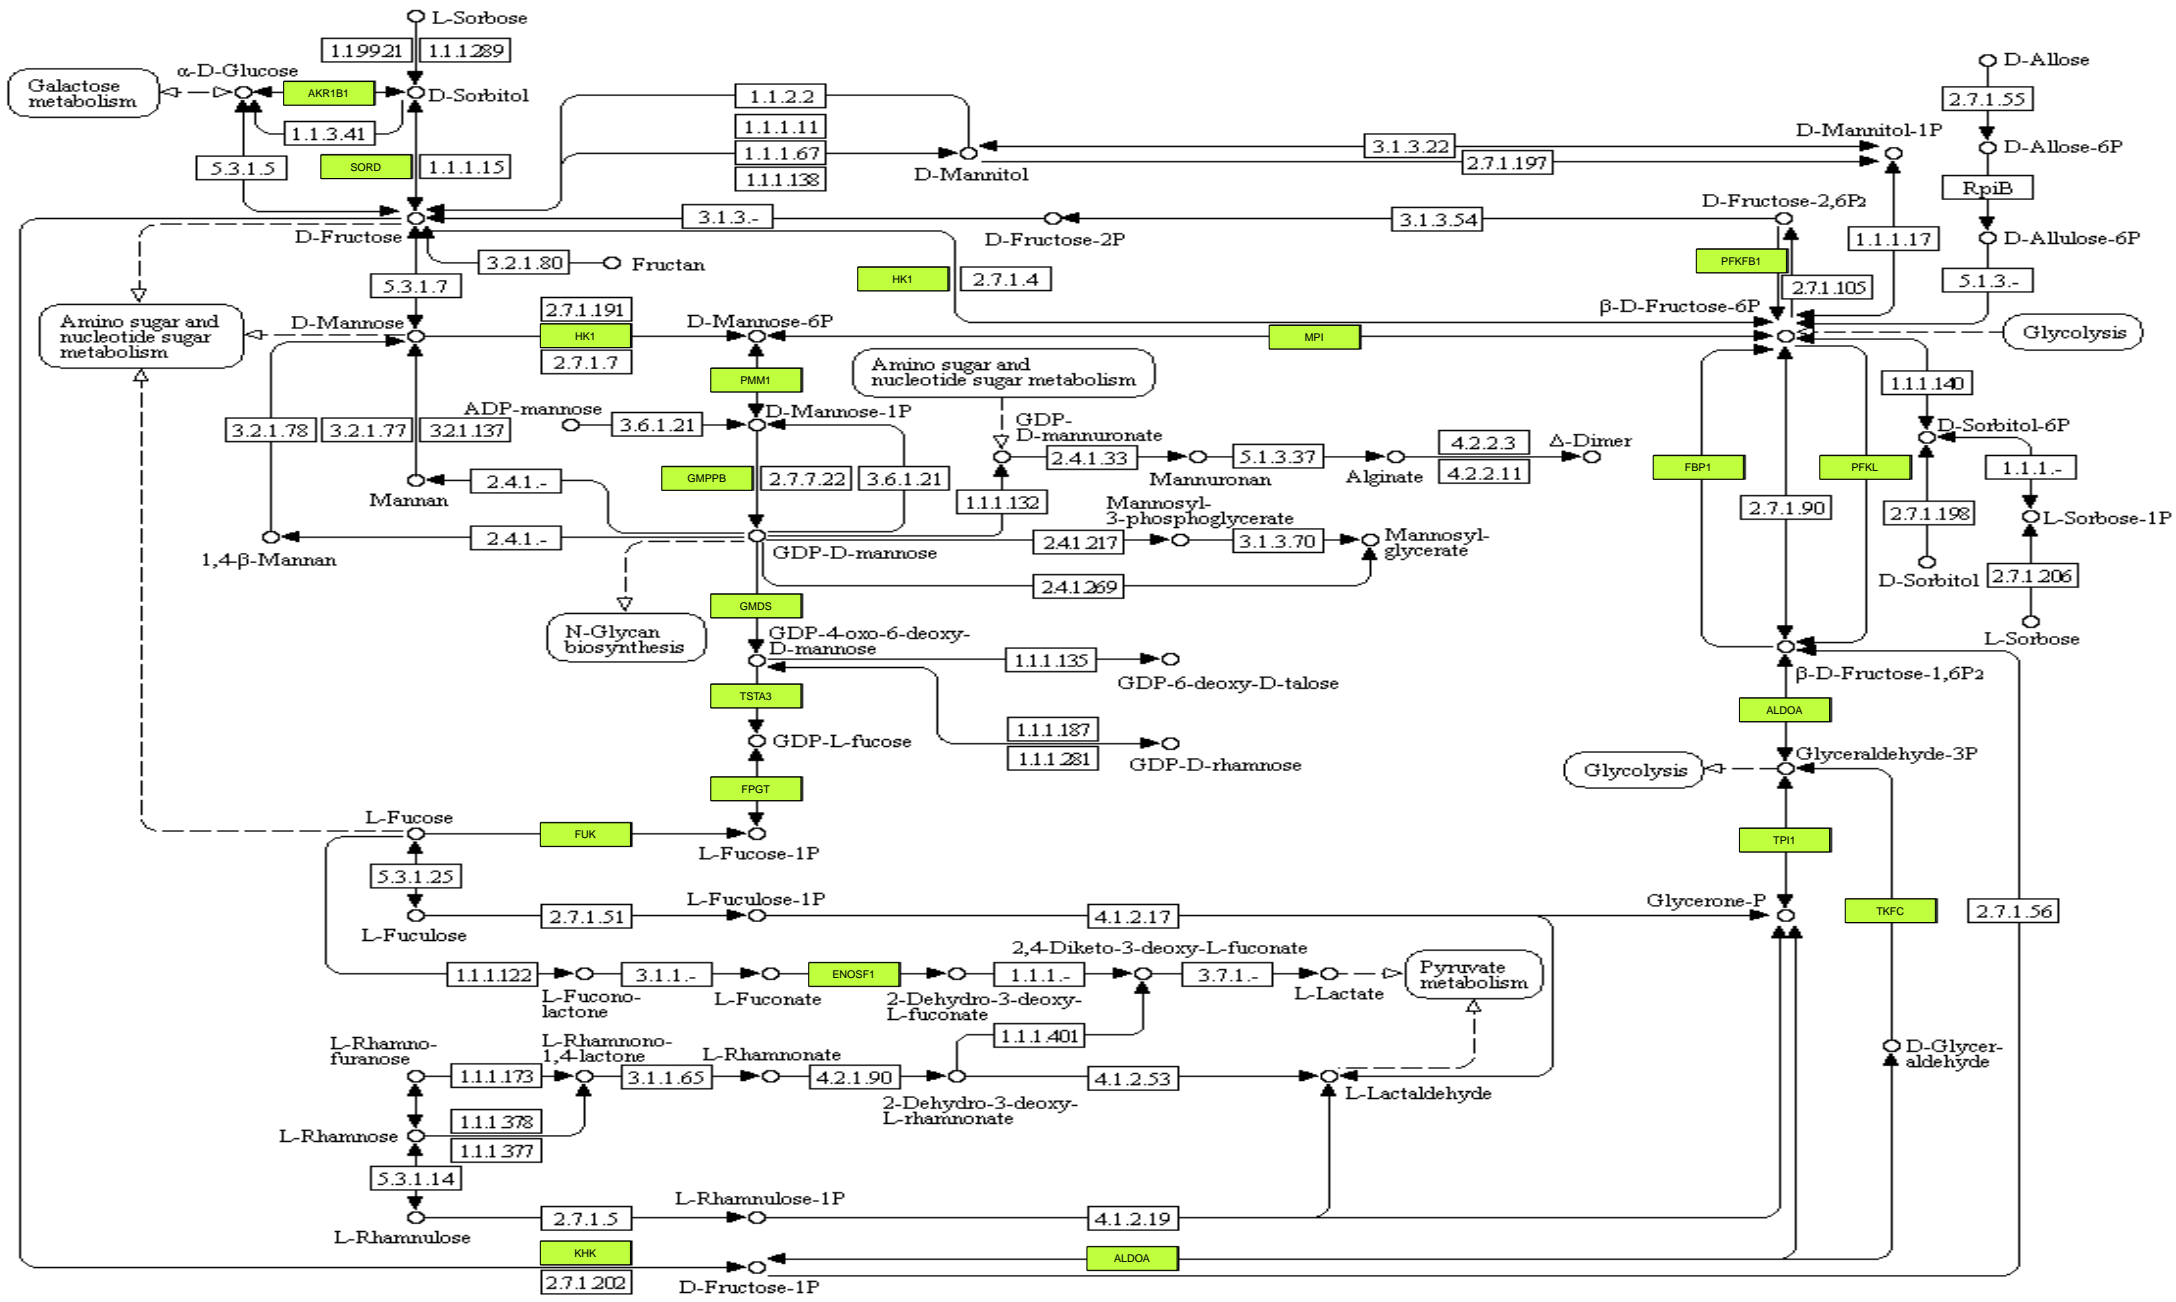 L-Sorbose
1.1.99.21
1.1.1.289
D-Allose
α-D-Glucose
Galactose
metabolism
AKR1B1
D-Sorbitol
2.7.1.55
1.1.2.2
1.1.1.11
1.1.3.41
D-Mannitol-1P
3.1.3.22
D-Allose-6P
1.1.1.67
2.7.1.197
5.3.1.5
SORD
1.1.1.15
D-Mannitol
1.1.1.138
RpiB
D-Fructose-2,6P2
3.1.3.-
3.1.3.54
D-Fructose
D-Fructose-2P
1.1.1.17
D-Allulose-6P
3.2.1.80
Fructan
PFKFB1
HK1
2.7.1.4
5.3.1.7
2.7.1.105
5.1.3.-
2.7.1.191
β-D-Fructose-6P
Amino sugar and
nucleotide sugar
metabolism
D-Mannose
HK1
D-Mannose-6P
MPI
Glycolysis
2.7.1.7
Amino sugar and
nucleotide sugar metabolism
PMM1
1.1.1.140
ADP-mannose
3.6.1.21
D-Mannose-1P
GDP-
D-mannuronate
D-Sorbitol-6P
3.2.1.78
3.2.1.77
3.2.1.137
4.2.2.3
Δ-Dimer
2.4.1.33
5.1.3.37
4.2.2.11
Mannuronan
Alginate
FBP1
PFKL
1.1.1.-
2.4.1.-
Mannan
GMPPB
2.7.7.22
3.6.1.21
1.1.1.132
2.7.1.90
2.7.1.198
L-Sorbose-1P
Mannosyl-
3-phosphoglycerate
2.4.1.-
1,4-β-Mannan
GDP-D-mannose
2.4.1.217
3.1.3.70
Mannosyl-
glycerate
2.4.1.269
D-Sorbitol
2.7.1.206
GMDS
N-Glycan
biosynthesis
L-Sorbose
GDP-4-oxo-6-deoxy-
D-mannose
1.1.1.135
GDP-6-deoxy-D-talose
β-D-Fructose-1,6P2
TSTA3
ALDOA
1.1.1.187
GDP-L-fucose
1.1.1.281
GDP-D-rhamnose
Glyceraldehyde-3P
Glycolysis
FPGT
L-Fucose
FUK
L-Fucose-1P
TPI1
5.3.1.25
L-Fuculose-1P
Glycerone-P
2.7.1.51
4.1.2.17
TKFC
2.7.1.56
L-Fuculose
2,4-Diketo-3-deoxy-L-fuconate
1.1.1.122
L-Fucono-
lactone
3.1.1.-
L-Fuconate
ENOSF1
2-Dehydro-3-deoxy-
L-fuconate
1.1.1.-
3.7.1.-
L-Lactate
Pyruvate
metabolism
1.1.1.401
L-Rhamno-
furanose
L-Rhamnono-
1,4-lactone
L-Rhamnonate
D-Glycer-
aldehyde
1.1.1.173
3.1.1.65
4.2.1.90
4.1.2.53
2-Dehydro-3-deoxy-
L-rhamnonate
L-Lactaldehyde
1.1.1.378
L-Rhamnose
1.1.1.377
5.3.1.14
L-Rhamnulose-1P
2.7.1.5
4.1.2.19
L-Rhamnulose
KHK
ALDOA
2.7.1.202
D-Fructose-1P